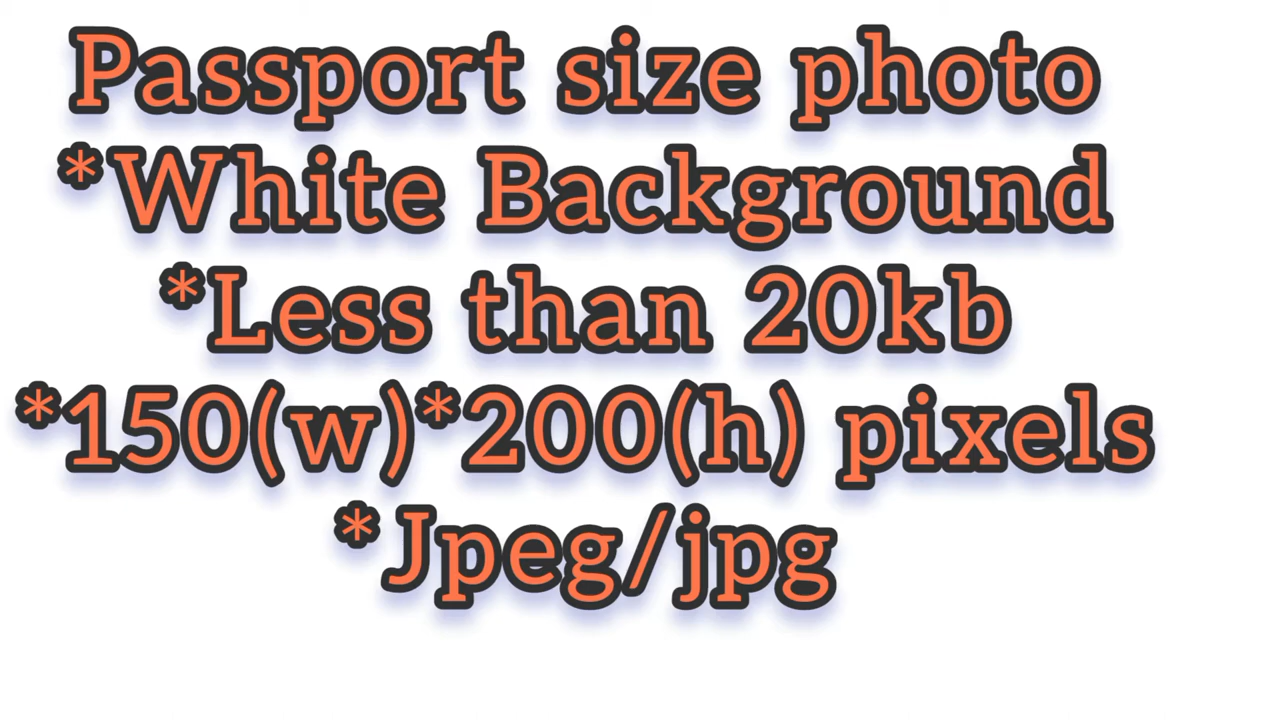 Passport size photo
*White Background
*Less than 20kb
*150(w)*200(h) pixels
*Jpeg/jpg